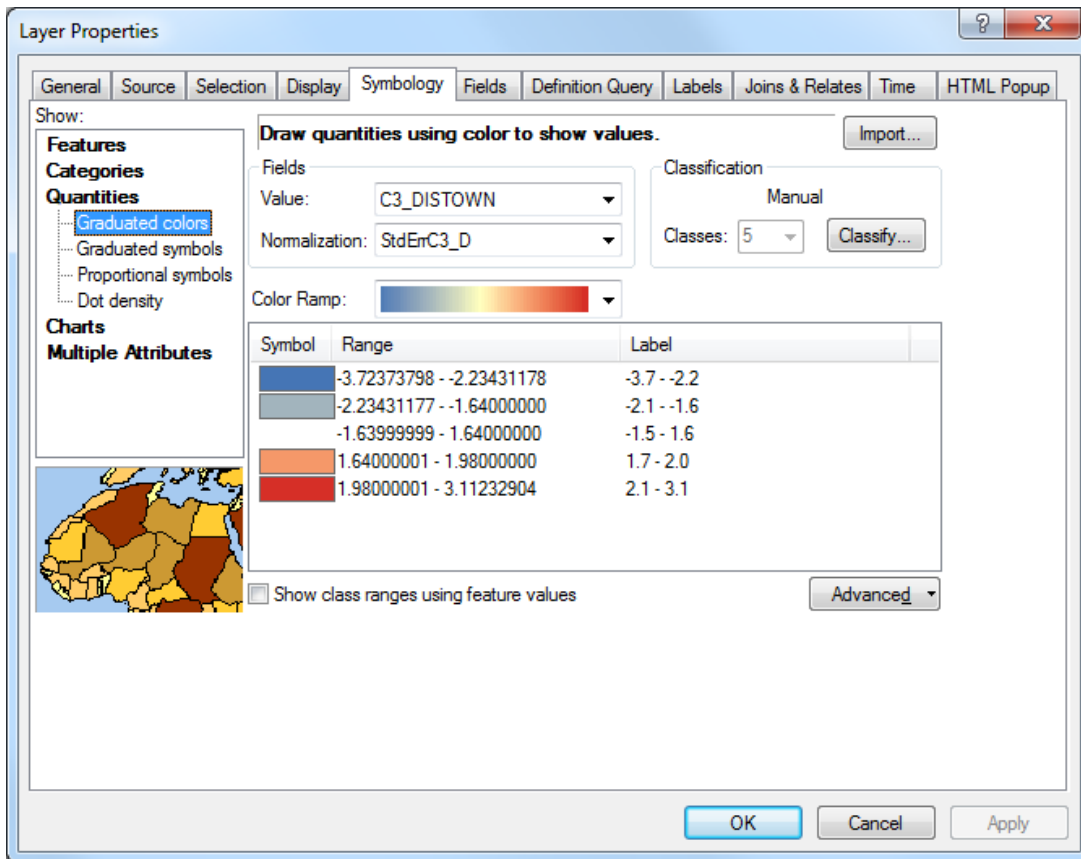 Layer Properties
General Source Selection Display Symbology Fields Definition Query Labels Joins & Relates Time HTML Popup
Show:
Features
Categories
Quantities
Graduated colors
Graduated symbols
Proportional symbols
Dot density
Charts
Multiple Attributes
Draw quantities using color to show values.
Import...
Fields
Value: C3_DISTOWN
Normalization: StdErrC3_D
Classification
Manual
Classes: 5 Classify...
Color Ramp:
Symbol Range Label
-3.72373798 - -2.23431178 -3.7 - -2.2
-2.23431177 - -1.64000000 -2.1 - -1.6
-1.63999999 - 1.64000000 -1.5 - 1.6
1.64000001 - 1.98000000 1.7 - 2.0
1.98000001 - 3.11232904 2.1 - 3.1
Show class ranges using feature values
Advanced
OK Cancel Apply